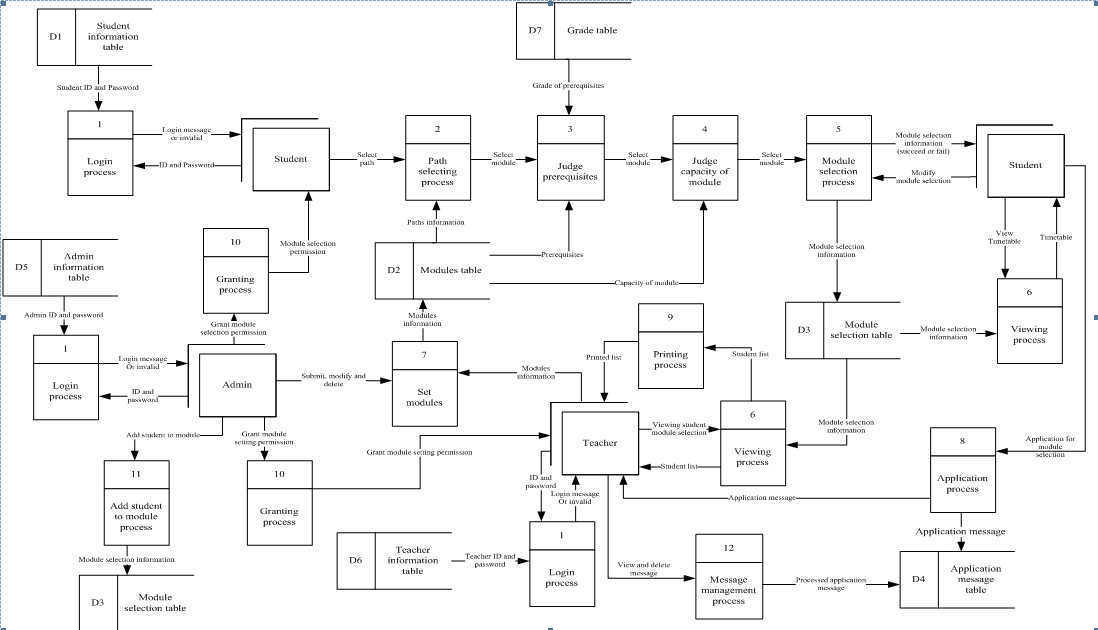 D1
Student
information
table
D7
Grade table
Student ID and Password
Grade of prerequisites
1
Login
process
Login message
or invalid
ID and Password
Student
Select
path
2
Path
selecting
process
Select
module
3
Judge
prerequisites
Select
module
4
Judge
capacity of
module
Select
module
5
Module
selection
process
Module selection
information
(succeed or fail)
Modify
module selection
Student
D5
Admin
information
table
10
Granting
process
Module selection
permission
Paths information
D2
Modules table
Prerequisites
Capacity of module
Module selection
information
View
Timetable
Timetable
Admin ID and password
Grant module
selection permission
Modules
information
9
Printing
process
D3
Module
selection table
Module selection
information
6
Viewing
process
1
Login
process
Login message
Or invalid
ID and
password
Admin
Submit, modify and
delete
7
Set
modules
Modules
information
Printed list
Student list
Add student to module
Grant module
setting permission
Grant module setting permission
Teacher
Viewing student
module selection
Student list
6
Viewing
process
Module selection
information
8
Application
process
Application for
module
selection
11
Add student
to module
process
10
Granting
process
ID and
password
Login message
Or invalid
Application message
Application message
Module selection information
D6
Teacher
information
table
Teacher ID and
password
1
Login
process
View and delete
message
12
Message
management
process
Processed application
message
D4
Application
message
table
D3
Module
selection table